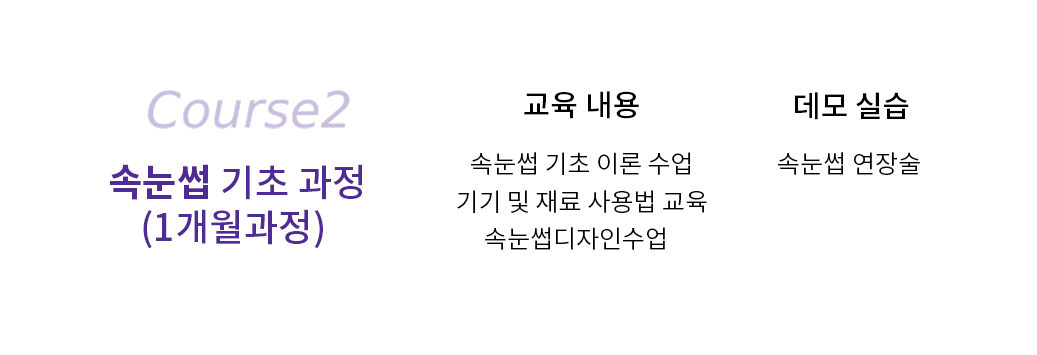 Course2
속눈썹 기초 과정
(1개월과정)
교육 내용
속눈썹 기초 이론 수업
기기 및 재료 사용법 교육
속눈썹디자인수업
데모 실습
속눈썹 연장술